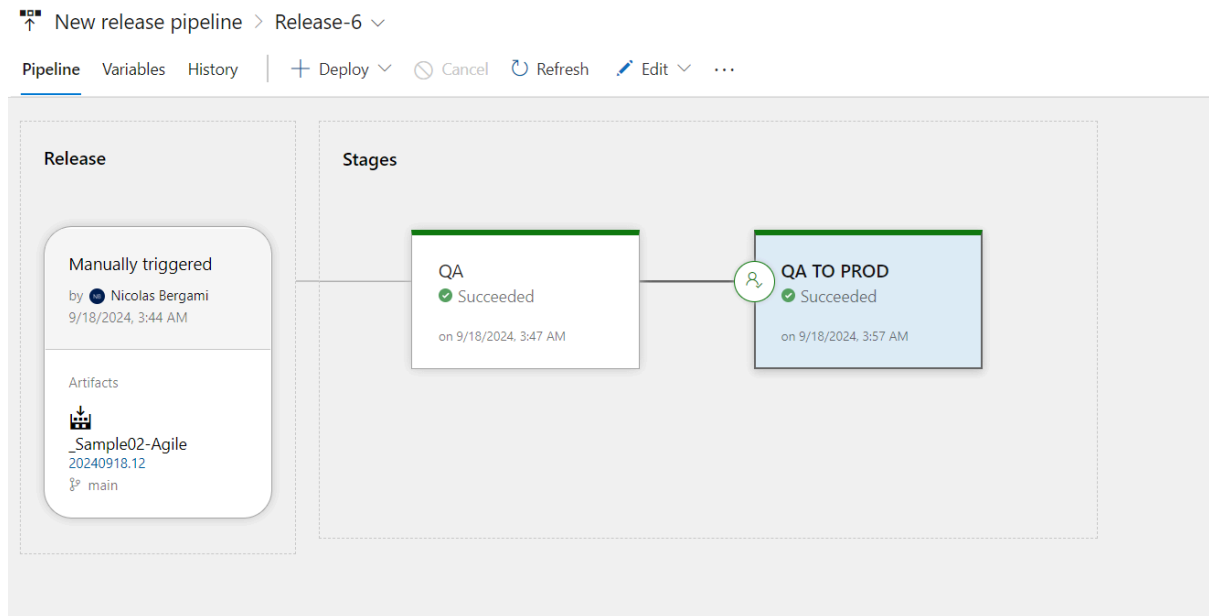 New release pipeline > Release-6
Pipeline Variables History Deploy Cancel Refresh Edit ...
Release
Manually triggered
by NB Nicolas Bergami
9/18/2024, 3:44 AM
Artifacts
_Sample02-Agile
20240918.12
main
Stages
QA
Succeeded
on 9/18/2024, 3:47 AM
QA TO PROD
Succeeded
on 9/18/2024, 3:57 AM